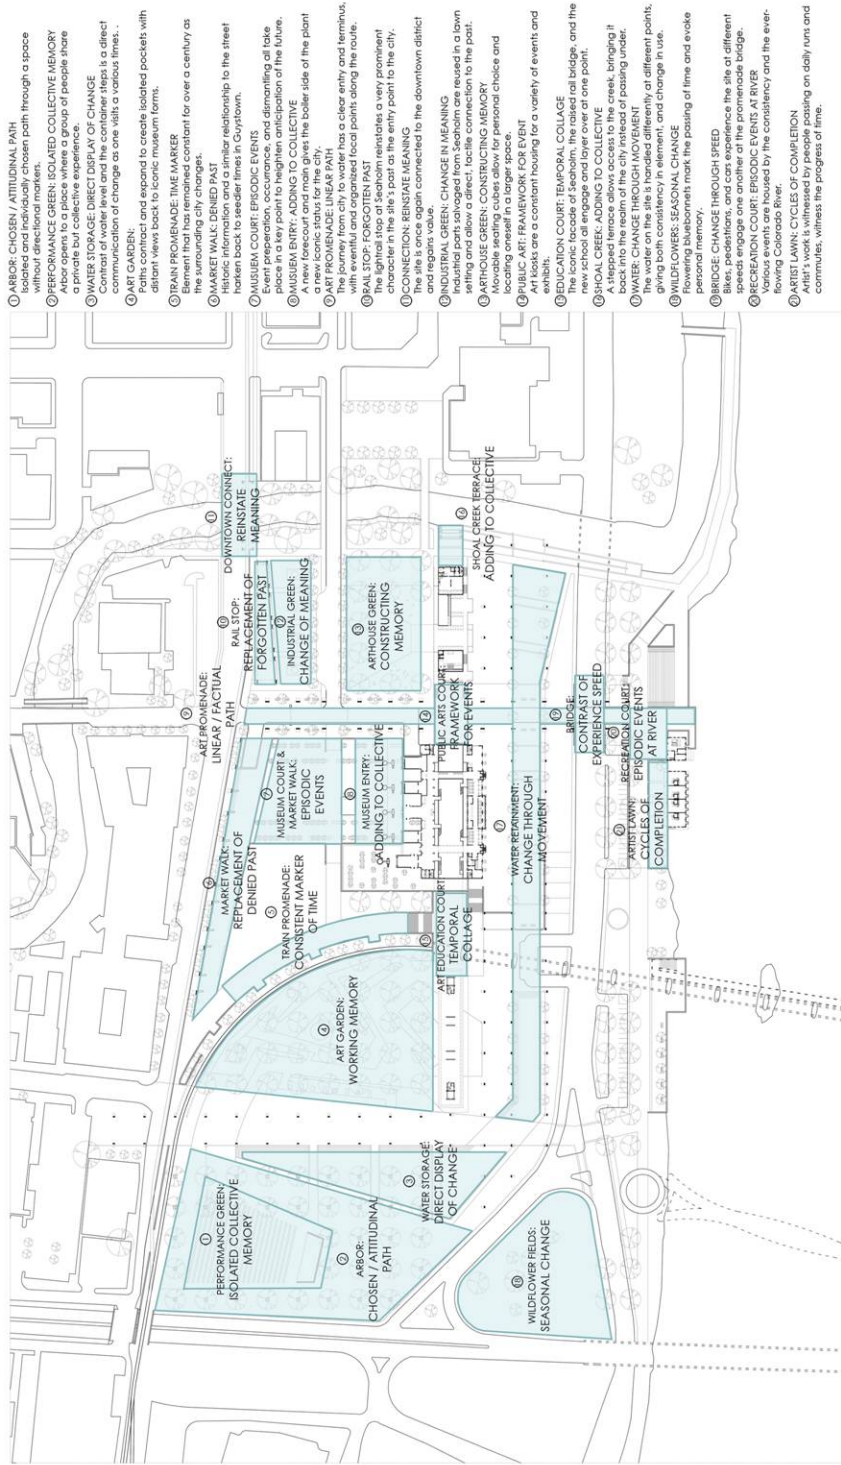 ① ARBOR: CHOSEN / ATTITUDINAL PATH
Isolated and individually chosen path through a space
without directional markers.
② PERFORMANCE GREEN: ISOLATED COLLECTIVE MEMORY
Arbor opens to a place where a group of people share
a private but collective experience.
③ WATER STORAGE: DIRECT DISPLAY OF CHANGE
Contrast of water level and the container steps is a direct
communication of change as one visits a various times. .
④ ART GARDEN:
Paths contract and expand to create isolated pockets with
distant views back to iconic museum forms.
⑤ TRAIN PROMENADE: TIME MARKER
Element that has remained constant for over a century as
the surrounding city changes.
⑥ MARKET WALK: DENIED PAST
Historic information and a similar relationship to the street
harken back to seedier times in Guystown.
⑦ MUSUEM COURT: EPISODIC EVENTS
Event preparation, occurrence, and dismantling all take
place in a key point to heighten anticipation of the future.
⑧ MUSUEM ENTRY: ADDING TO COLLECTIVE
A new forecourt and main gives the boiler side of the plant
a new iconic status for the city.
⑨ ART PROMENADE: LINEAR PATH
The journey from city to water has a clear entry and terminus,
with eventful and organized focal points along the route.
⑩ RAIL STOP: FORGOTTEN PAST
The lightrail stop at Seaholm reinstates a very prominent
character in the site's past as the entry point to the city.
⑪ CONNECTION: REINSTATE MEANING
The site is once again connected to the downtown district
and regains value.
⑫ INDUSTRIAL GREEN: CHANGE IN MEANING
Industrial parts salvaged from Seaholm are reused in a lawn
setting and allow a direct, tactile connection to the past.
⑬ ARTHOUSE GREEN: CONSTRUCTING MEMORY
Movable seating cubes allow for personal choice and
locating oneself in a larger space.
⑭ PUBLIC ART: FRAMEWORK FOR EVENT
Art kiosks are a constant housing for a variety of events and
exhibits.
⑮ EDUCATION COURT: TEMPORAL COLLAGE
The iconic facade of Seaholm, the raised rail bridge, and the
new school all engage and layer over at one point.
⑯ SHOAL CREEK: ADDING TO COLLECTIVE
A stepped terrace allows access to the creek, bringing it
back into the realm of the city instead of passing under.
⑰ WATER: CHANGE THROUGH MOVEMENT
The water on the site is handled differently at different points,
giving both consistency in element, and change in use.
⑱ WILDFLOWERS: SEASONAL CHANGE
Flowering bluebonnets mark the passing of time and evoke
personal memory.
⑲ BRIDGE: CHANGE THROUGH SPEED
Bikes, pedestrians, and cars experience the site at different
speeds engage one another at the promenade bridge.
⑳ RECREATION COURT: EPISODIC EVENTS AT RIVER
Various events are housed by the consistency and the ever-
flowing Colorado River.
㉑ ARTIST LAWN: CYCLES OF COMPLETION
Artist's work is witnessed by people passing on daily runs and
commutes, witness the progress of time.
①
PERFORMANCE GREEN:
ISOLATED COLLECTIVE
MEMORY
②
ARBOR:
CHOSEN / ATTITUDINAL
PATH
③
WATER STORAGE:
DIRECT DISPLAY
OF CHANGE
④
ART GARDEN:
WORKING MEMORY
⑤
TRAIN PROMENADE:
CONSISTENT MARKER
OF TIME
⑥
MARKET WALK:
REPLACEMENT OF
DENIED PAST
⑦
MUSEUM COURT &
MARKET WALK:
EPISODIC
EVENTS
⑧
MUSEUM ENTRY:
ADDING TO COLLECTIVE
⑨
ART PROMENADE:
LINEAR / FACTUAL
PATH
⑩
RAIL STOP:
REPLACEMENT OF
FORGOTTEN PAST
⑪
DOWNTOWN CONNECT:
REINSTATE
MEANING
⑫
INDUSTRIAL GREEN:
CHANGE OF MEANING
⑬
ARTHOUSE GREEN:
CONSTRUCTING
MEMORY
⑭
PUBLIC ARTS COURT:
FRAMEWORK
FOR EVENTS
⑮
ART EDUCATION COURT:
TEMPORAL
COLLAGE
⑯
SHOAL CREEK TERRACE:
ADDING TO COLLECTIVE
⑰
WATER RETAINMENT:
CHANGE THROUGH
MOVEMENT
⑱
WILDFLOWER FIELDS:
SEASONAL CHANGE
⑲
BRIDGE:
CONTRAST OF
EXPERIENCE SPEED
⑳
RECREATION COURT:
EPISODIC EVENTS
AT RIVER
㉑
ARTIST LAWN:
CYCLES OF
COMPLETION